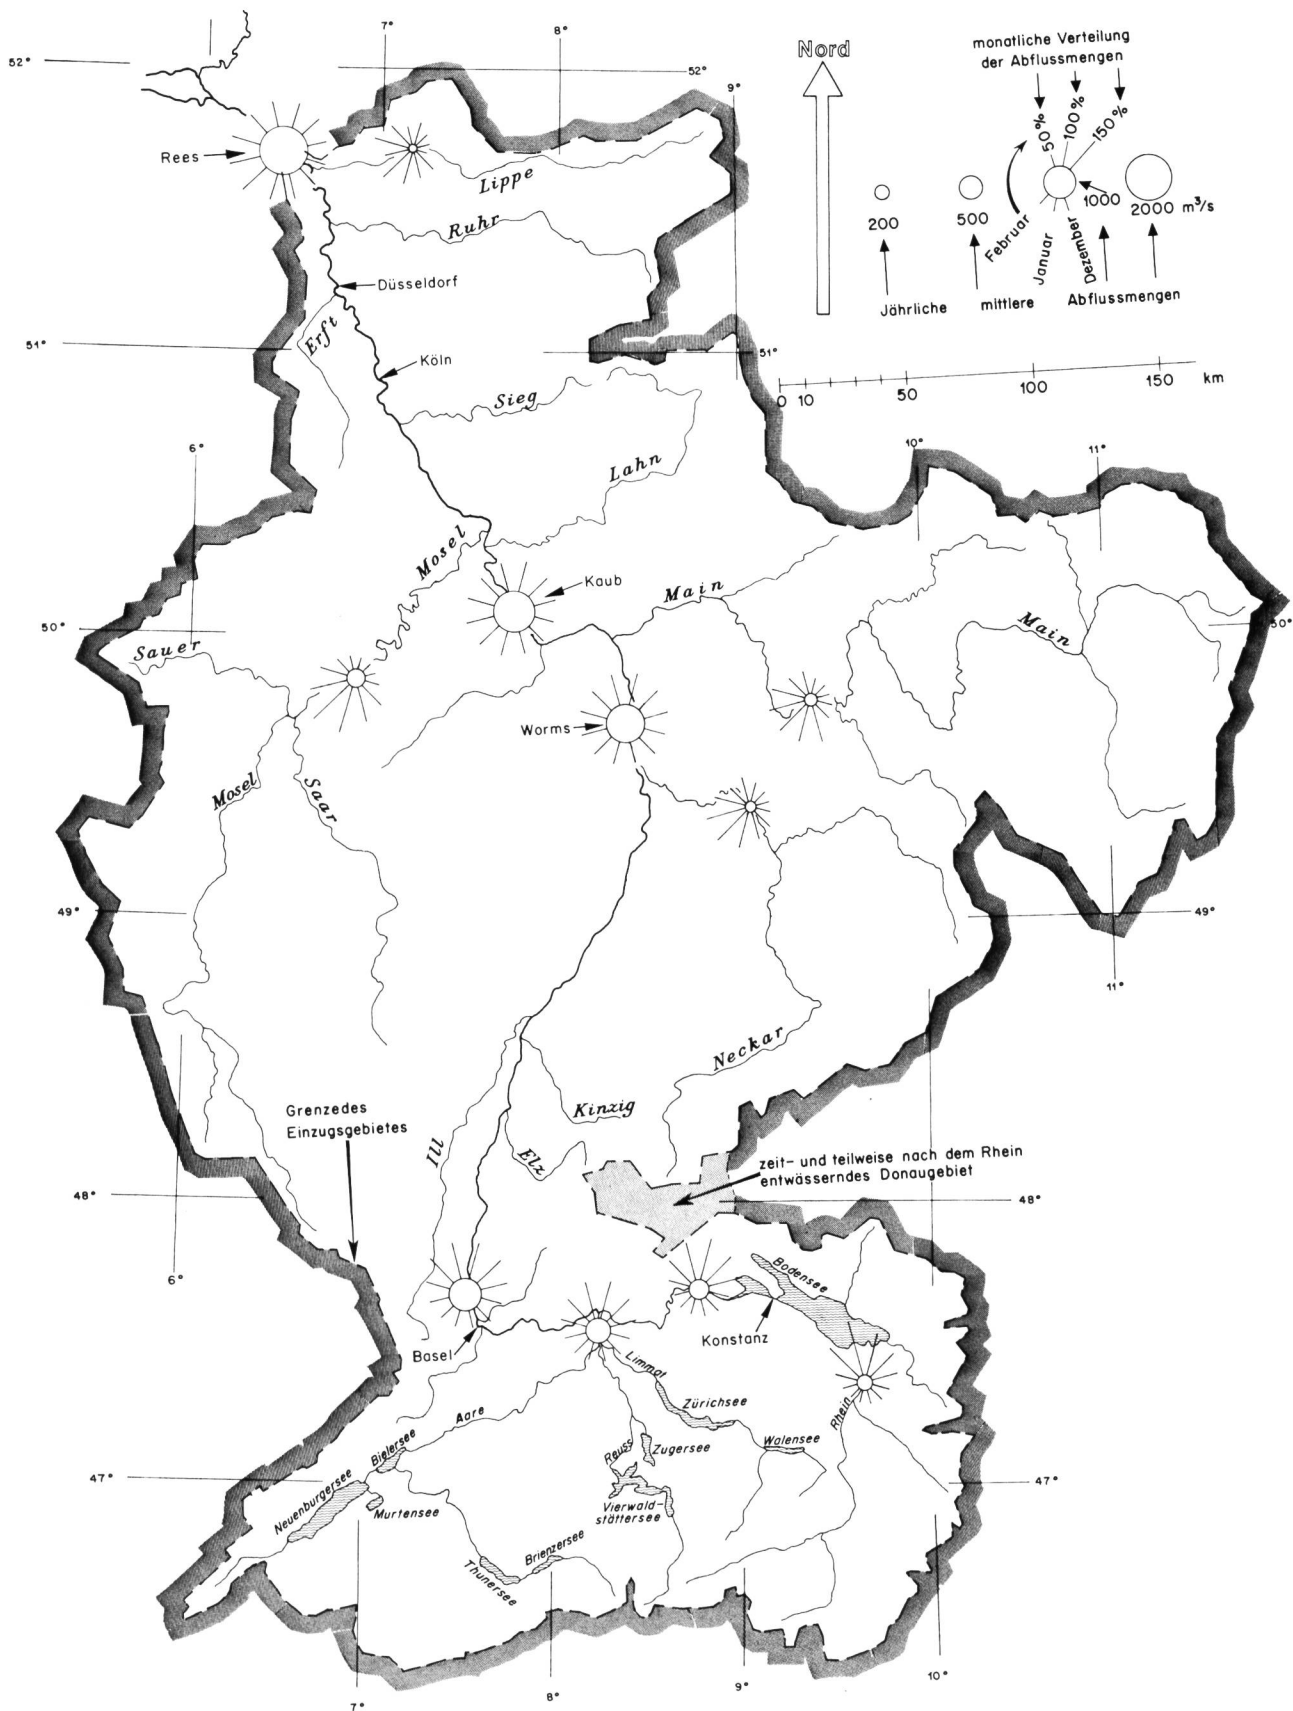 7°
8°
52°
52°
9°
Nord
monatliche Verteilung
der Abflussmengen
50%
100%
150%
Rees
Lippe
Ruhr
200
500
1000
2000 m³/s
Februar
Januar
Dezember
Jährliche mittlere Abflussmengen
Düsseldorf
Erft
51°
51°
Köln
0 10 50 100 150 km
Sieg
6°
10°
11°
Lahn
Mosel
Kaub
Main
Main
50°
50°
Sauer
Worms
Mosel
Saar
49°
49°
11°
Neckar
Kinzig
Grenzedes
Einzugsgebietes
Ill
Elz
zeit- und teilweise nach dem Rhein
entwässerndes Donaugebiet
48°
48°
6°
Bodensee
Konstanz
Basel
Limmat
Zürichsee
Rhein
Aare
Walensee
Bielersee
Reuss
Zugersee
47°
47°
Neuenburgersee
Murtensee
Vierwald-
stättersee
Brienzersee
Thunersee
7°
8°
9°
10°